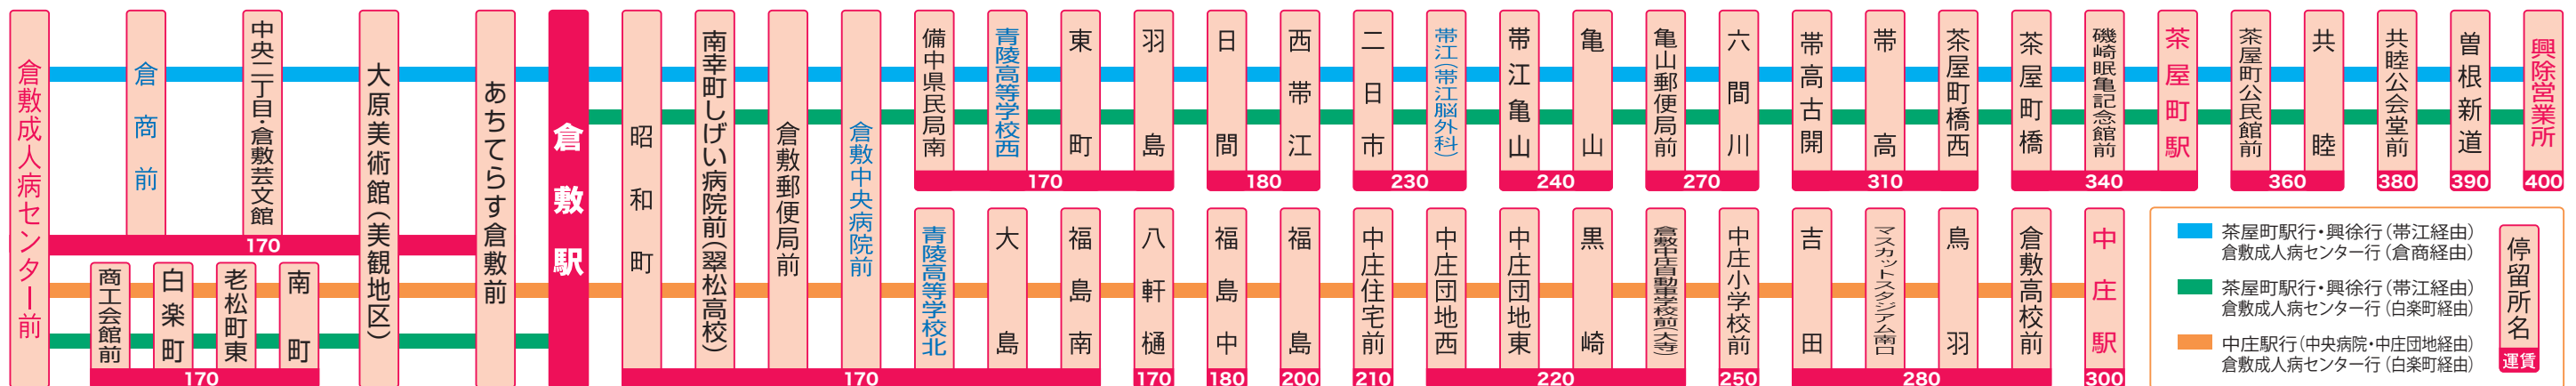 倉敷成人病センター前
倉商前
中央二丁目・倉敷芸文館
170
商工会館前
白楽町
老松町東
南町
170
大原美術館(美観地区)
あちてらす倉敷前
倉敷駅
昭和町
南幸町しげい病院前(翠松高校)
倉敷郵便局前
倉敷中央病院前
備中県民局南
青陵高等学校西
東町
羽島
170
日間
西帯江
180
二日市
帯江(帯江脳外科)
230
帯江亀山
亀山
240
亀山郵便局前
六間川
270
帯高古開
帯高
茶屋町橋西
310
茶屋町橋
磯崎眠亀記念館前
茶屋町駅
340
茶屋町公民館前
共睦
360
共睦公会堂前
380
曽根新道
390
興除営業所
400
青陵高等学校北
大島
福島南
170
八軒樋
170
福島中
180
福島
200
中庄住宅前
210
中庄団地西
中庄団地東
黒崎
倉敷中庄自動車学校前(大寺)
220
中庄小学校前
250
吉田
マスカットスタジアム南口
鳥羽
倉敷高校前
280
中庄駅
300
茶屋町駅行・興徐行(帯江経由)
倉敷成人病センター行(倉商経由)
茶屋町駅行・興徐行(帯江経由)
倉敷成人病センター行(白楽町経由)
中庄駅行(中央病院・中庄団地経由)
倉敷成人病センター行(白楽町経由)
停留所名
運賃